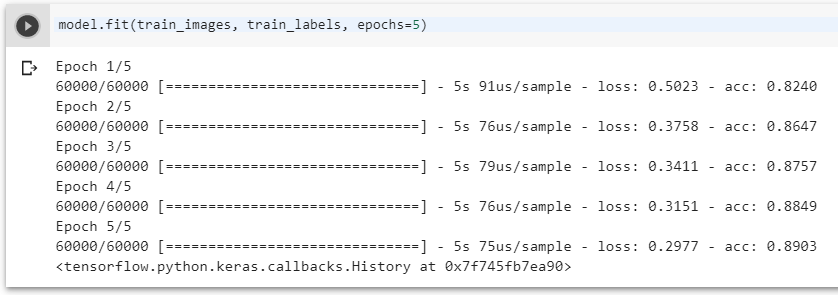 model.fit(train_images, train_labels, epochs=5)
Epoch 1/5
60000/60000 [==============================] - 5s 91us/sample - loss: 0.5023 - acc: 0.8240
Epoch 2/5
60000/60000 [==============================] - 5s 76us/sample - loss: 0.3758 - acc: 0.8647
Epoch 3/5
60000/60000 [==============================] - 5s 79us/sample - loss: 0.3411 - acc: 0.8757
Epoch 4/5
60000/60000 [==============================] - 5s 76us/sample - loss: 0.3151 - acc: 0.8849
Epoch 5/5
60000/60000 [==============================] - 5s 75us/sample - loss: 0.2977 - acc: 0.8903
<tensorflow.python.keras.callbacks.History at 0x7f745fb7ea90>